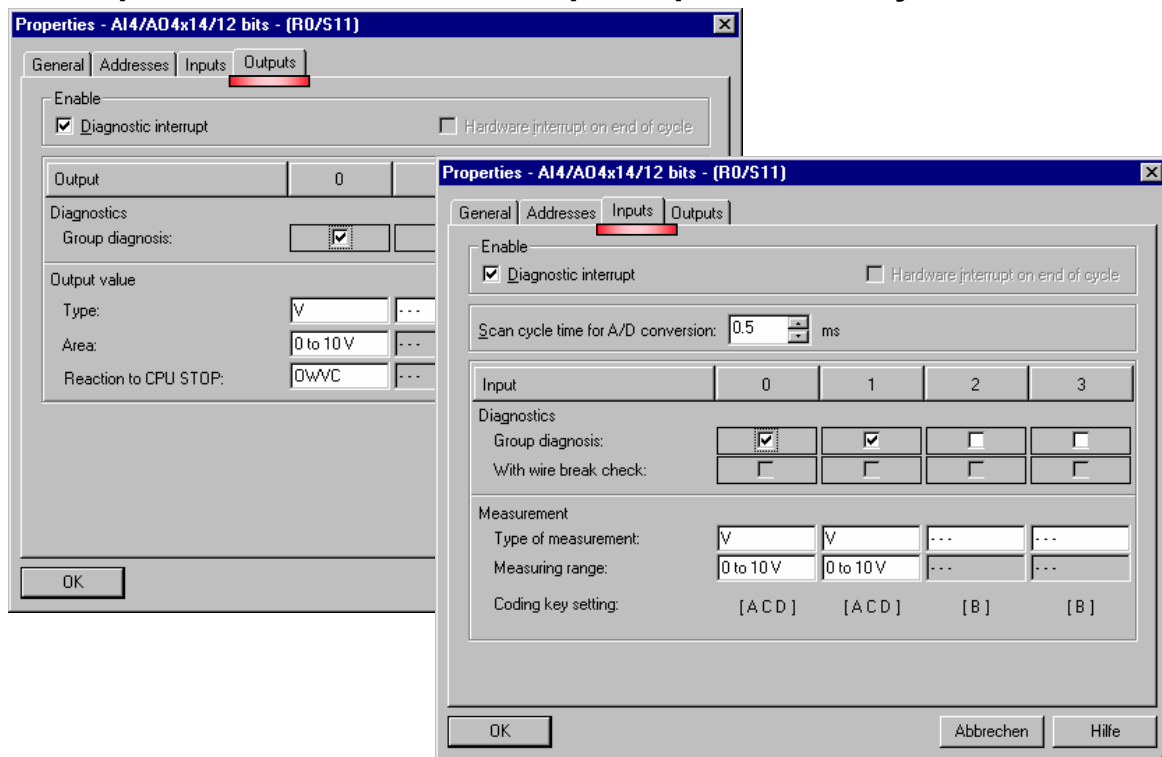 Properties - AI4/AO4x14/12 bits - (R0/S11)
General Addresses Inputs Outputs
Enable
Diagnostic interrupt Hardware interrupt on end of cycle
Output 0
Diagnostics
Group diagnosis:
Output value
Type: V ---
Area: 0 to 10 V ---
Reaction to CPU STOP: OWVC ---
OK
Properties - AI4/AO4x14/12 bits - (R0/S11)
General Addresses Inputs Outputs
Enable
Diagnostic interrupt Hardware interrupt on end of cycle
Scan cycle time for A/D conversion: 0.5 ms
Input 0 1 2 3
Diagnostics
Group diagnosis:
With wire break check:
Measurement
Type of measurement: V V --- ---
Measuring range: 0 to 10 V 0 to 10 V --- ---
Coding key setting: [ A C D ] [ A C D ] [ B ] [ B ]
OK Abbrechen Hilfe